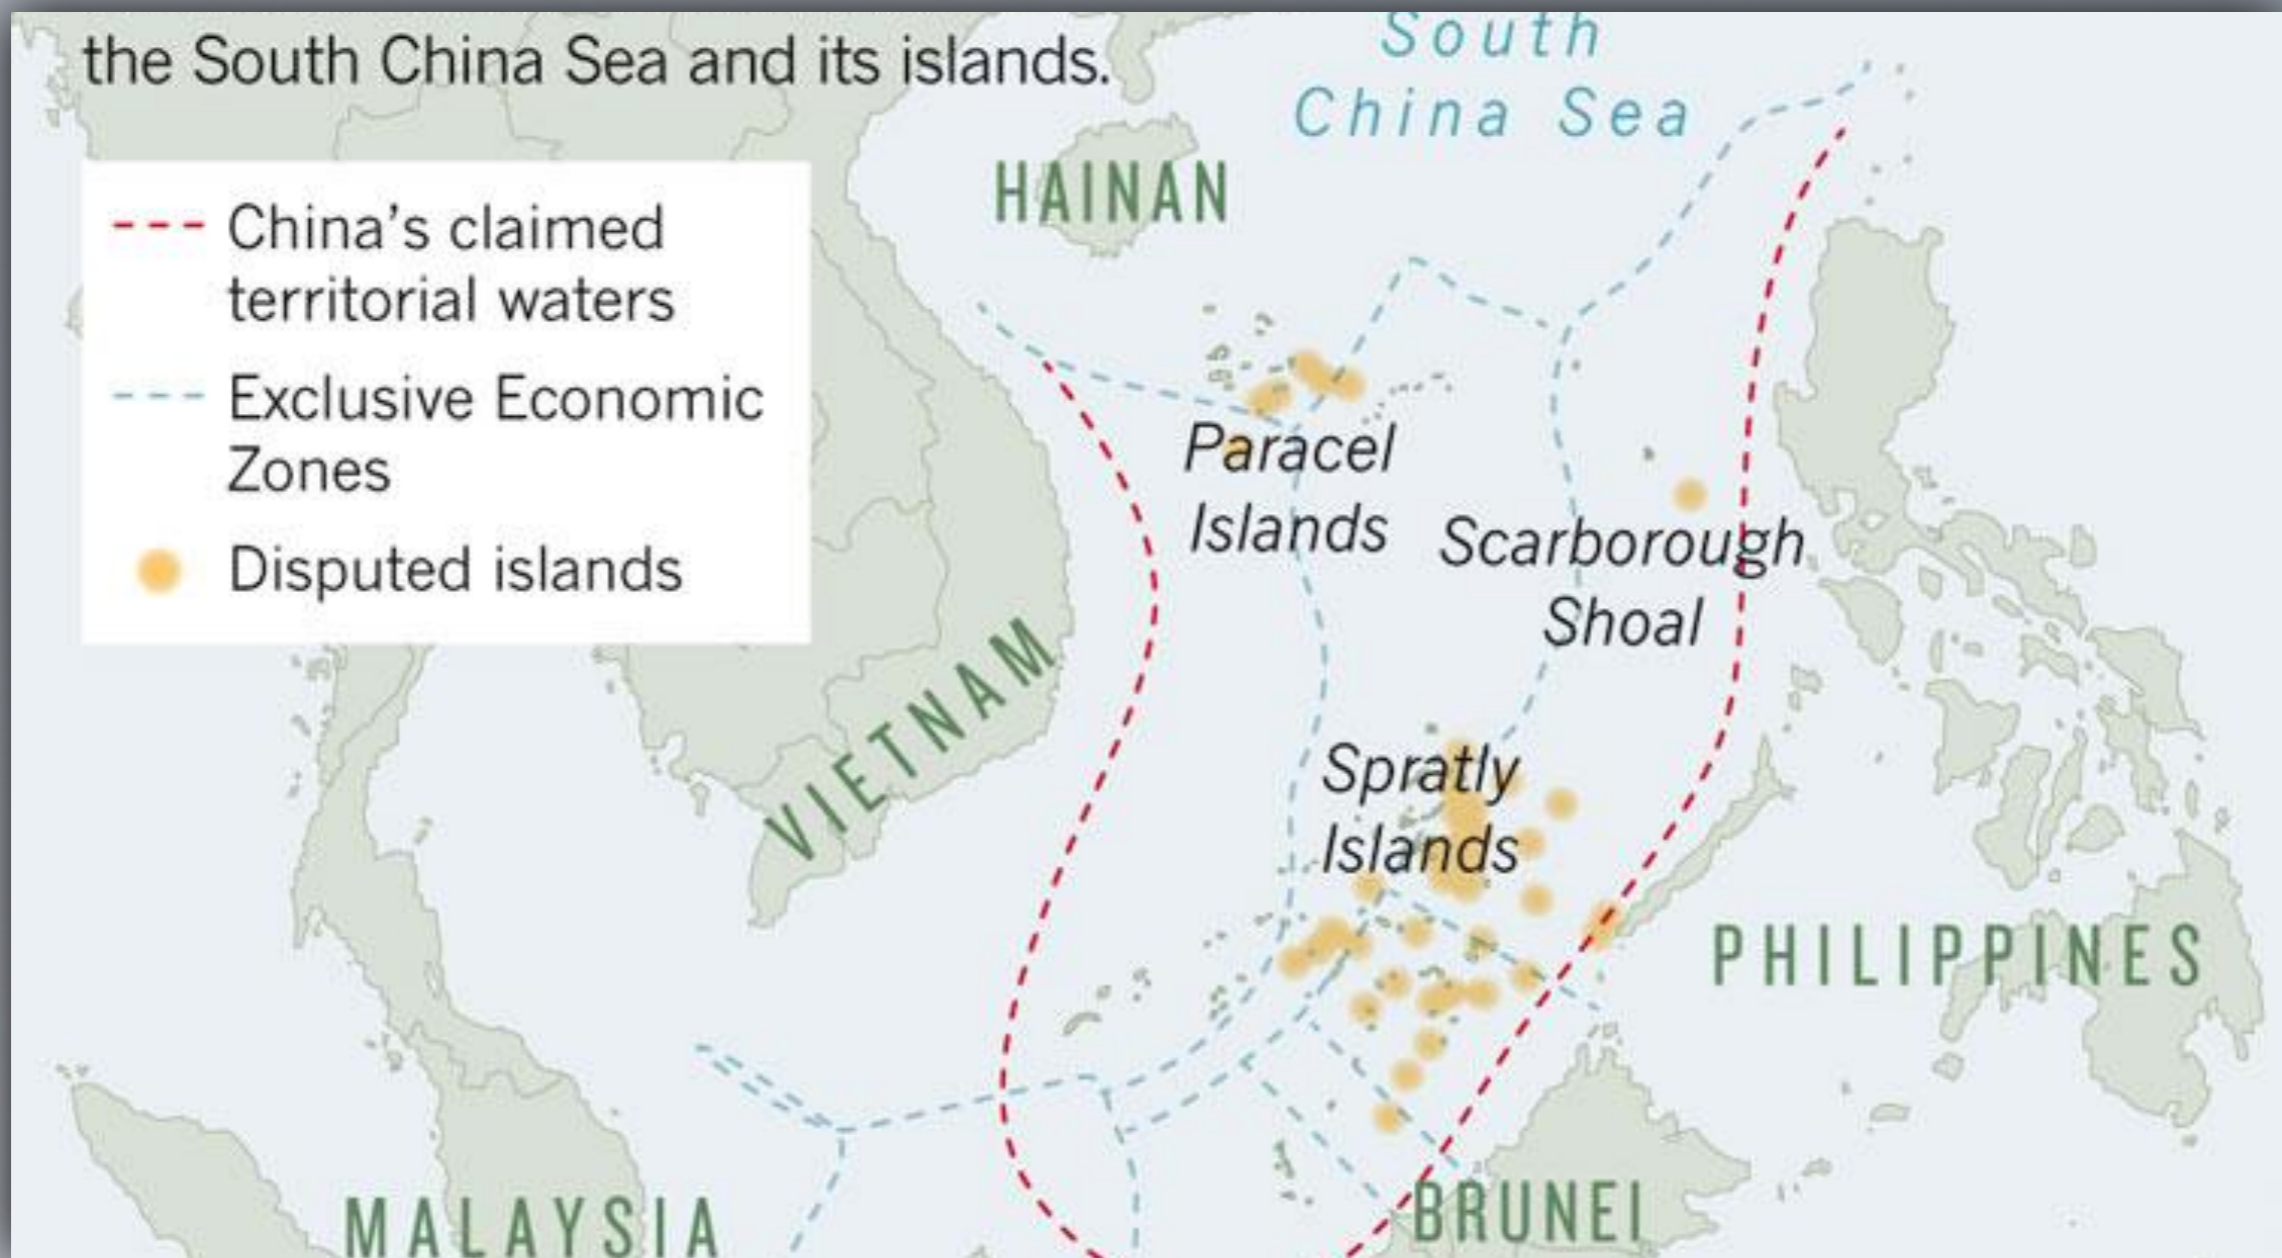 the South China Sea and its islands.
South
China Sea
HAINAN
China's claimed
territorial waters
Exclusive Economic
Zones
Disputed islands
Paracel
Islands
Scarborough
Shoal
VIETNAM
Spratly
Islands
PHILIPPINES
MALAYSIA
BRUNEI